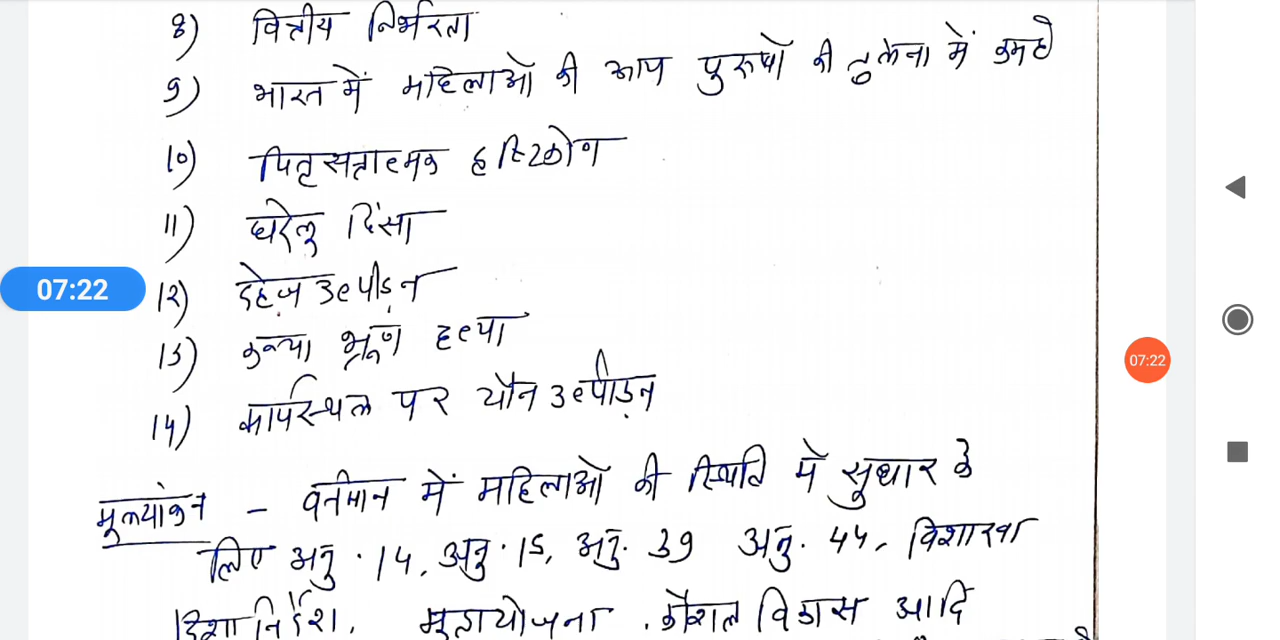 8) वित्तीय निर्भरता
9) भारत में महिलाओं की आय पुरुषों की तुलना में कम है
10) पितृसत्तात्मक दृष्टिकोण
11) घरेलू हिंसा
07:22
12) दहेज उत्पीड़न
13) कन्या भ्रूण हत्या
07:22
14) कार्यस्थल पर यौन उत्पीड़न
मूल्यांकन - वर्तमान में महिलाओं की स्थिति में सुधार के
लिए अनु. 14, अनु. 15, अनु. 39 अनु. 44, विशाखा
दिशा निर्देश, मुद्रा योजना, कौशल विकास आदि